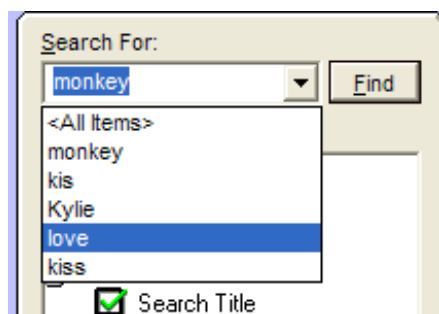 Search For:
monkey
Find
<All Items>
monkey
kis
Kylie
love
kiss
Search Title